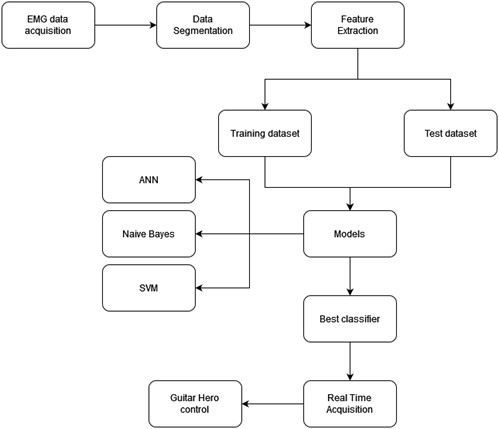 EMG data
acquisition
Data
Segmentation
Feature
Extraction
Training dataset
Test dataset
ANN
Naive Bayes
Models
SVM
Best classifier
Guitar Hero
control
Real Time
Acquisition